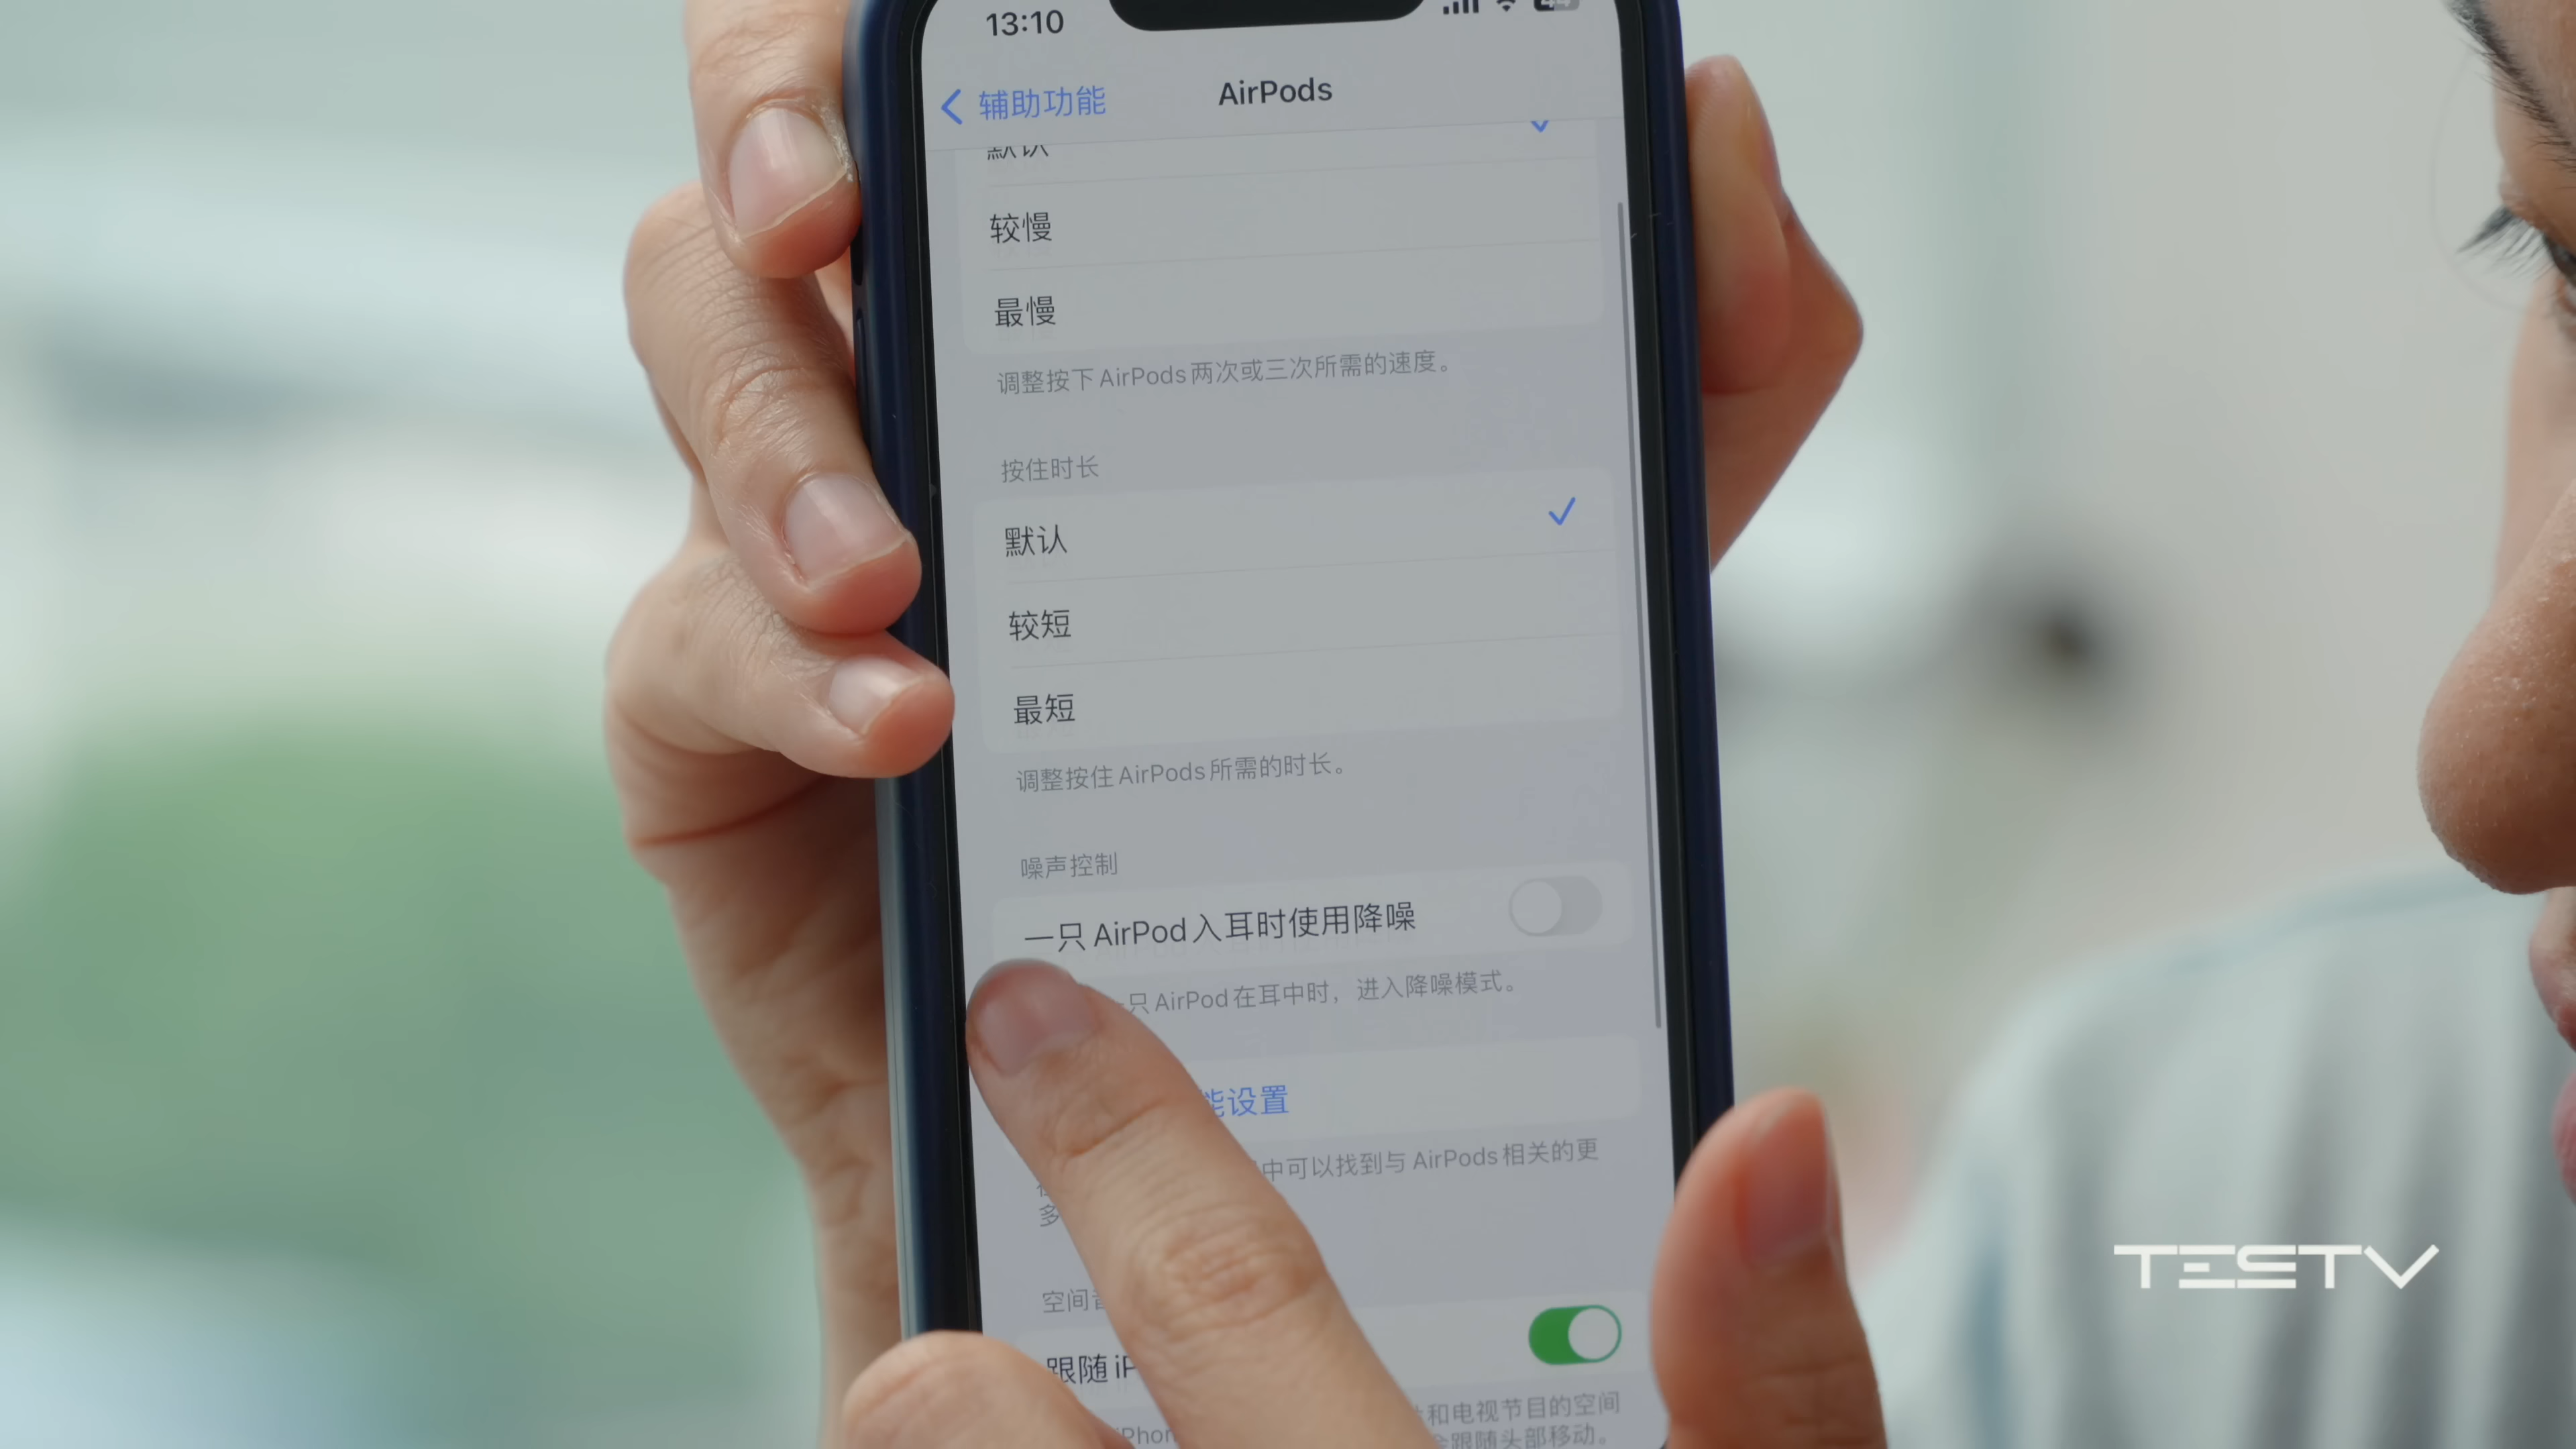 13:10
辅助功能
AirPods
默认
较慢
最慢
调整按下 AirPods 两次或三次所需的速度。
按住时长
默认
较短
最短
调整按住 AirPods 所需的时长。
噪声控制
一只 AirPod 入耳时使用降噪
只 AirPod 在耳中时，进入降噪模式。
能设置
中可以找到与 AirPods 相关的更
多
空间
跟随 iP
和电视节目的空间
跟随头部移动。
TESTV